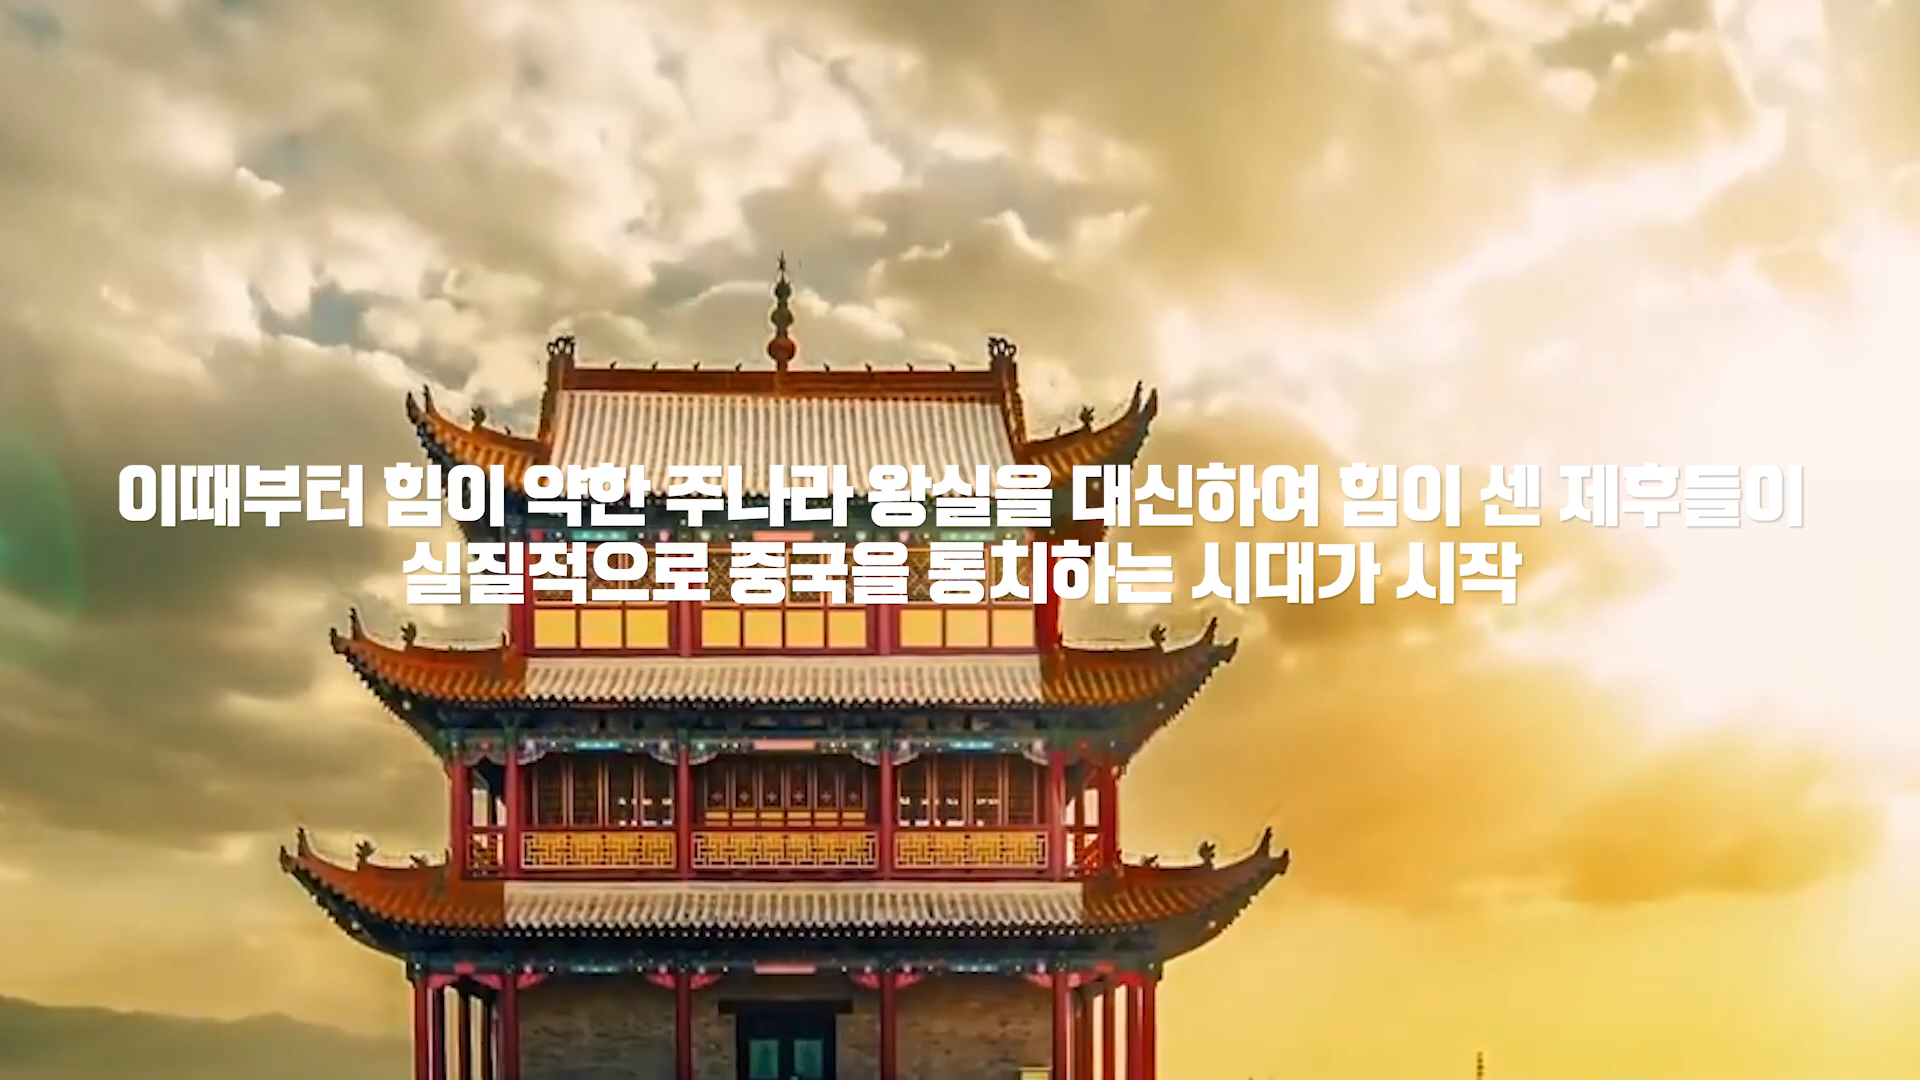 이때부터 힘이 약한 주나라 왕실을 대신하여 힘이 센 제후들이
실질적으로 중국을 통치하는 시대가 시작